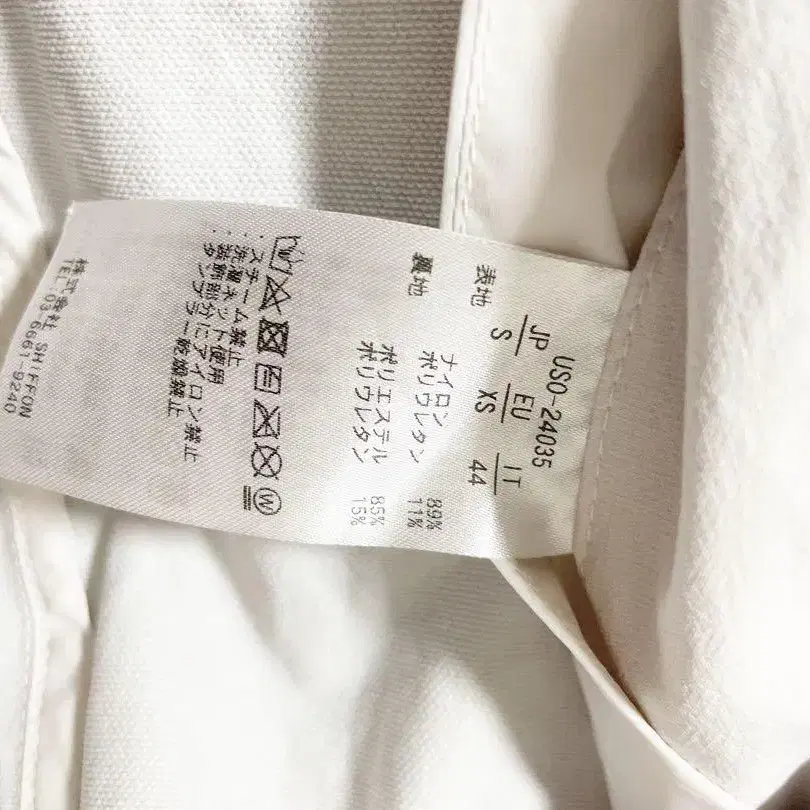 USO-24035
JP EU IT
S XS 44
表地
ナイロン 89%
ポリウレタン 11%
裏地
ポリエステル 85%
ポリウレタン 15%
スチーム禁止
洗濯ネット使用
装飾部分にアイロン禁止
タンブラー乾燥禁止
株式会社 SHIFFON
TEL.03-6661-9240